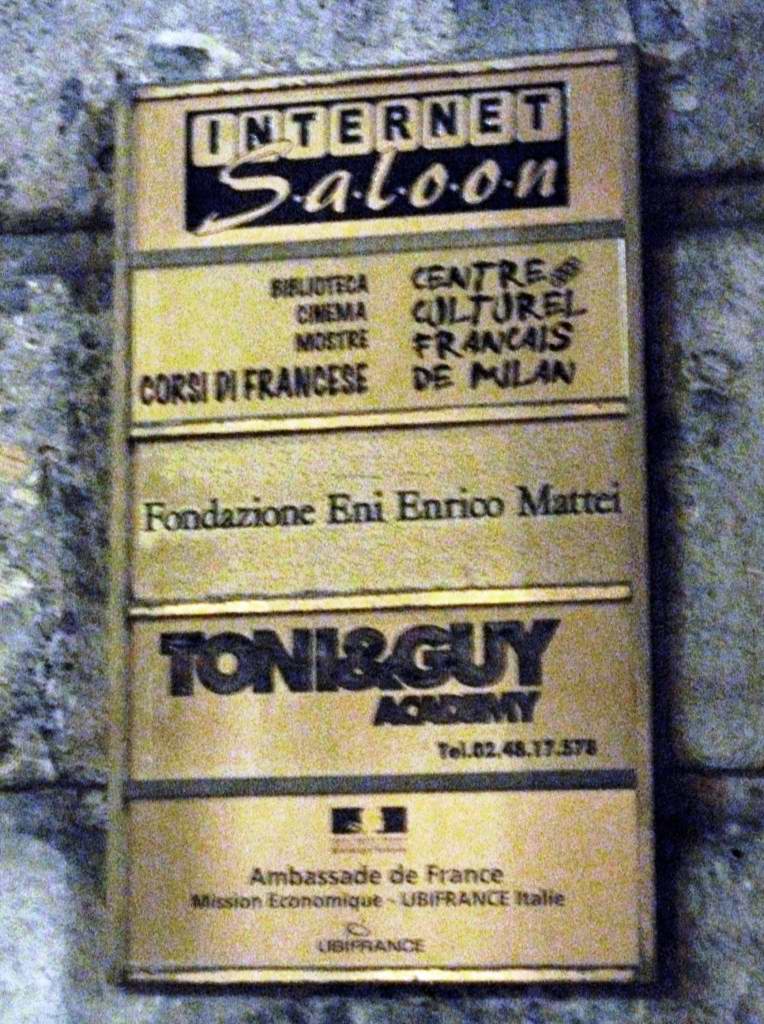 INTERNET
S.a.l.o.o.n
BIBLIOTECA
CINEMA
MOSTRE
CORSI DI FRANCESE
CENTRE
CULTUREL
FRANCAIS
DE MILAN
Fondazione Eni Enrico Mattei
TONI&GUY
ACADEMY
Tel.02.48.17.578
Ambassade de France
Mission Economique - UBIFRANCE Italie
UBIFRANCE